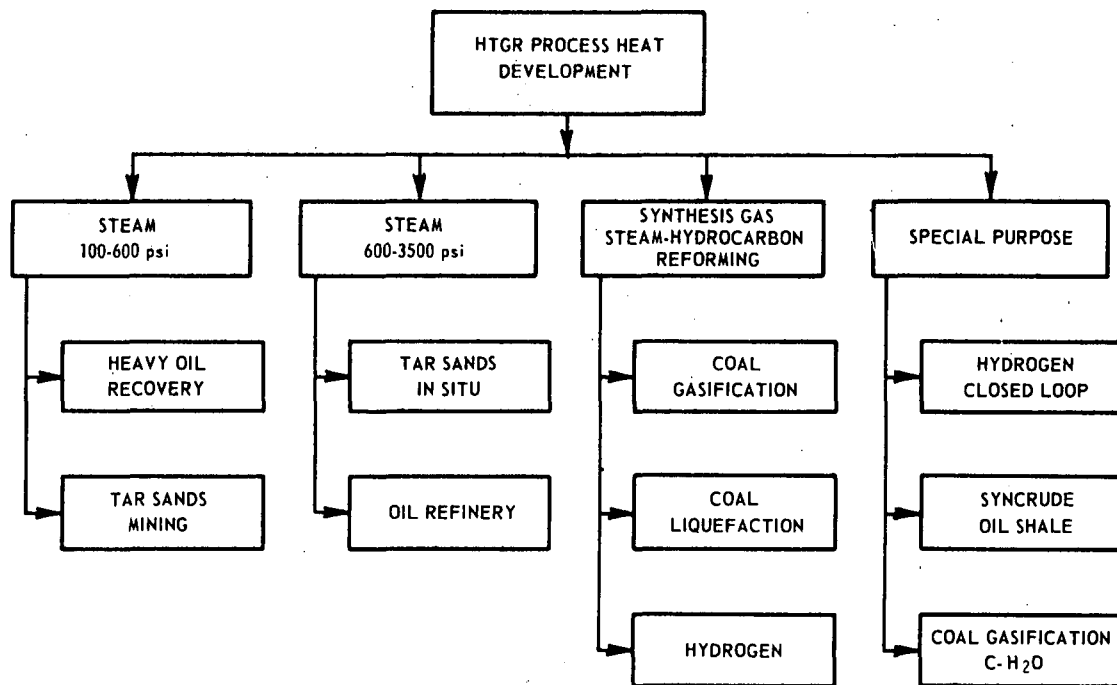 HTGR PROCESS HEAT
DEVELOPMENT
STEAM
100-600 psi
STEAM
600-3500 psi
SYNTHESIS GAS
STEAM-HYDROCARBON
REFORMING
SPECIAL PURPOSE
HEAVY OIL
RECOVERY
TAR SANDS
IN SITU
COAL
GASIFICATION
HYDROGEN
CLOSED LOOP
TAR SANDS
MINING
OIL REFINERY
COAL
LIQUEFACTION
SYNCRUDE
OIL SHALE
HYDROGEN
COAL GASIFICATION
C-H₂O